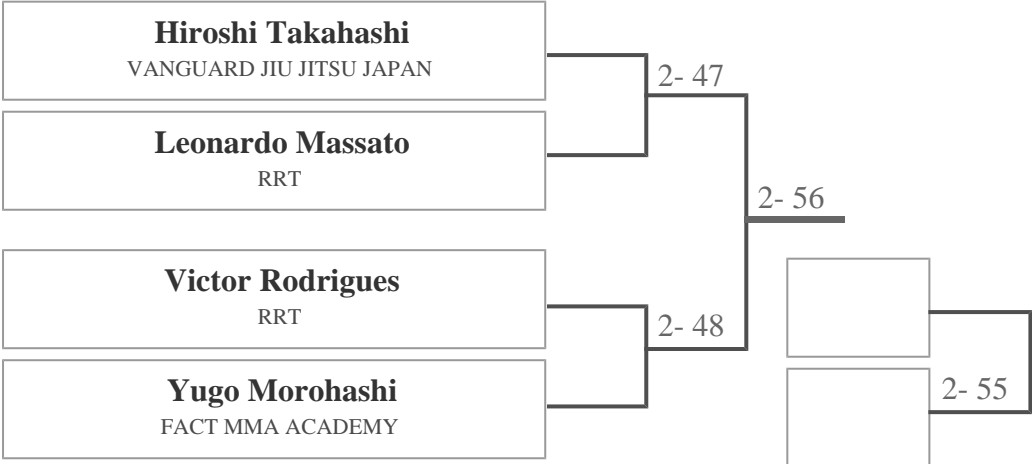 Hiroshi Takahashi
VANGUARD JIU JITSU JAPAN
2- 47
Leonardo Massato
RRT
2- 56
Victor Rodrigues
RRT
2- 48
Yugo Morohashi
FACT MMA ACADEMY
2- 55